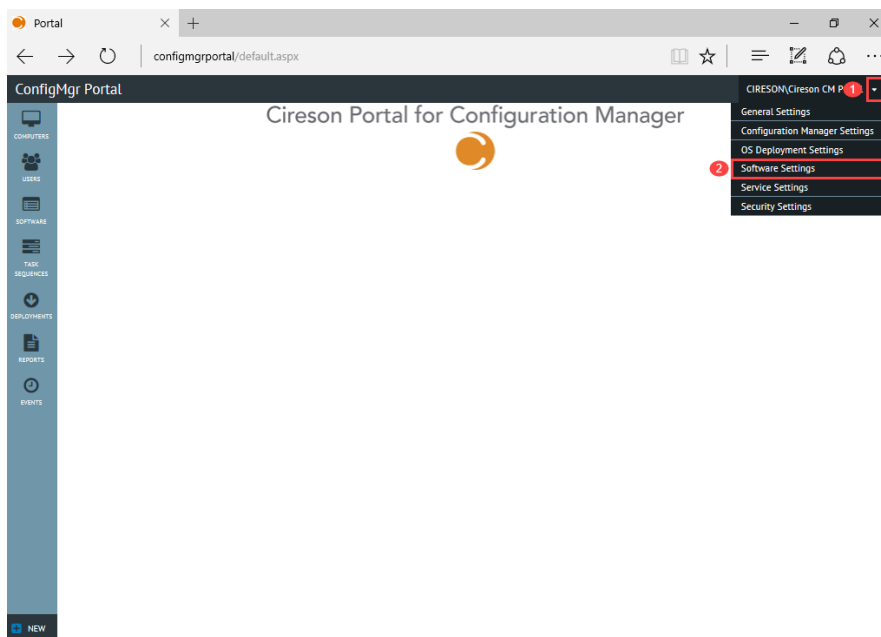 Portal
configmgrportal/default.aspx
ConfigMgr Portal
CIRESON\Cireson CM P
1
COMPUTERS
USERS
SOFTWARE
TASK
SEQUENCES
DEPLOYMENTS
REPORTS
EVENTS
NEW
Cireson Portal for Configuration Manager
General Settings
Configuration Manager Settings
OS Deployment Settings
2
Software Settings
Service Settings
Security Settings